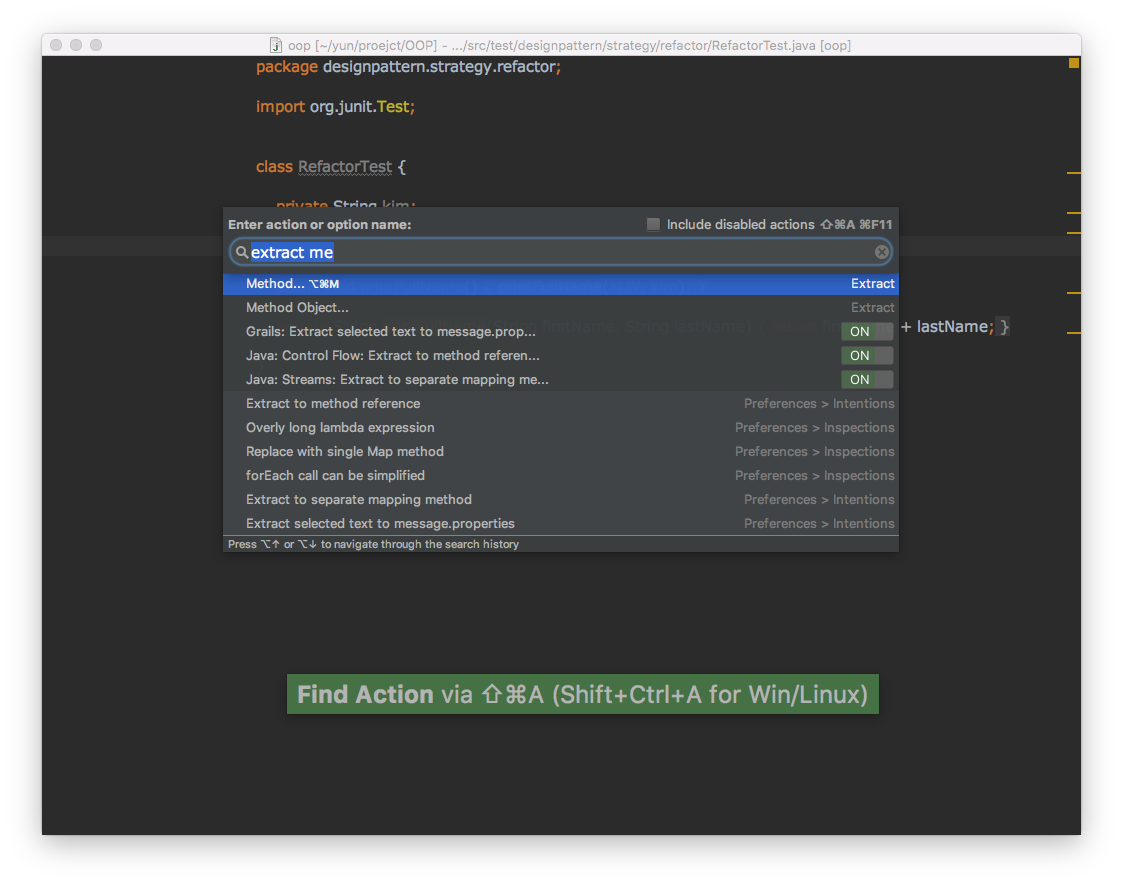 oop [~/yun/proejct/OOP] - .../src/test/designpattern/strategy/refactor/RefactorTest.java [oop]
package designpattern.strategy.refactor;
import org.junit.Test;
class RefactorTest {
private String kim;
Enter action or option name:
Include disabled actions ⇧⌘A ⌘F11
extract me
Method... ⌥⌘M Extract
Method Object... Extract
+ lastName; }
Grails: Extract selected text to message.prop... ON
Java: Control Flow: Extract to method referen... ON
Java: Streams: Extract to separate mapping me... ON
Extract to method reference Preferences > Intentions
Overly long lambda expression Preferences > Inspections
Replace with single Map method Preferences > Inspections
forEach call can be simplified Preferences > Inspections
Extract to separate mapping method Preferences > Intentions
Extract selected text to message.properties Preferences > Intentions
Press ⌥↑ or ⌥↓ to navigate through the search history
Find Action via ⇧⌘A (Shift+Ctrl+A for Win/Linux)